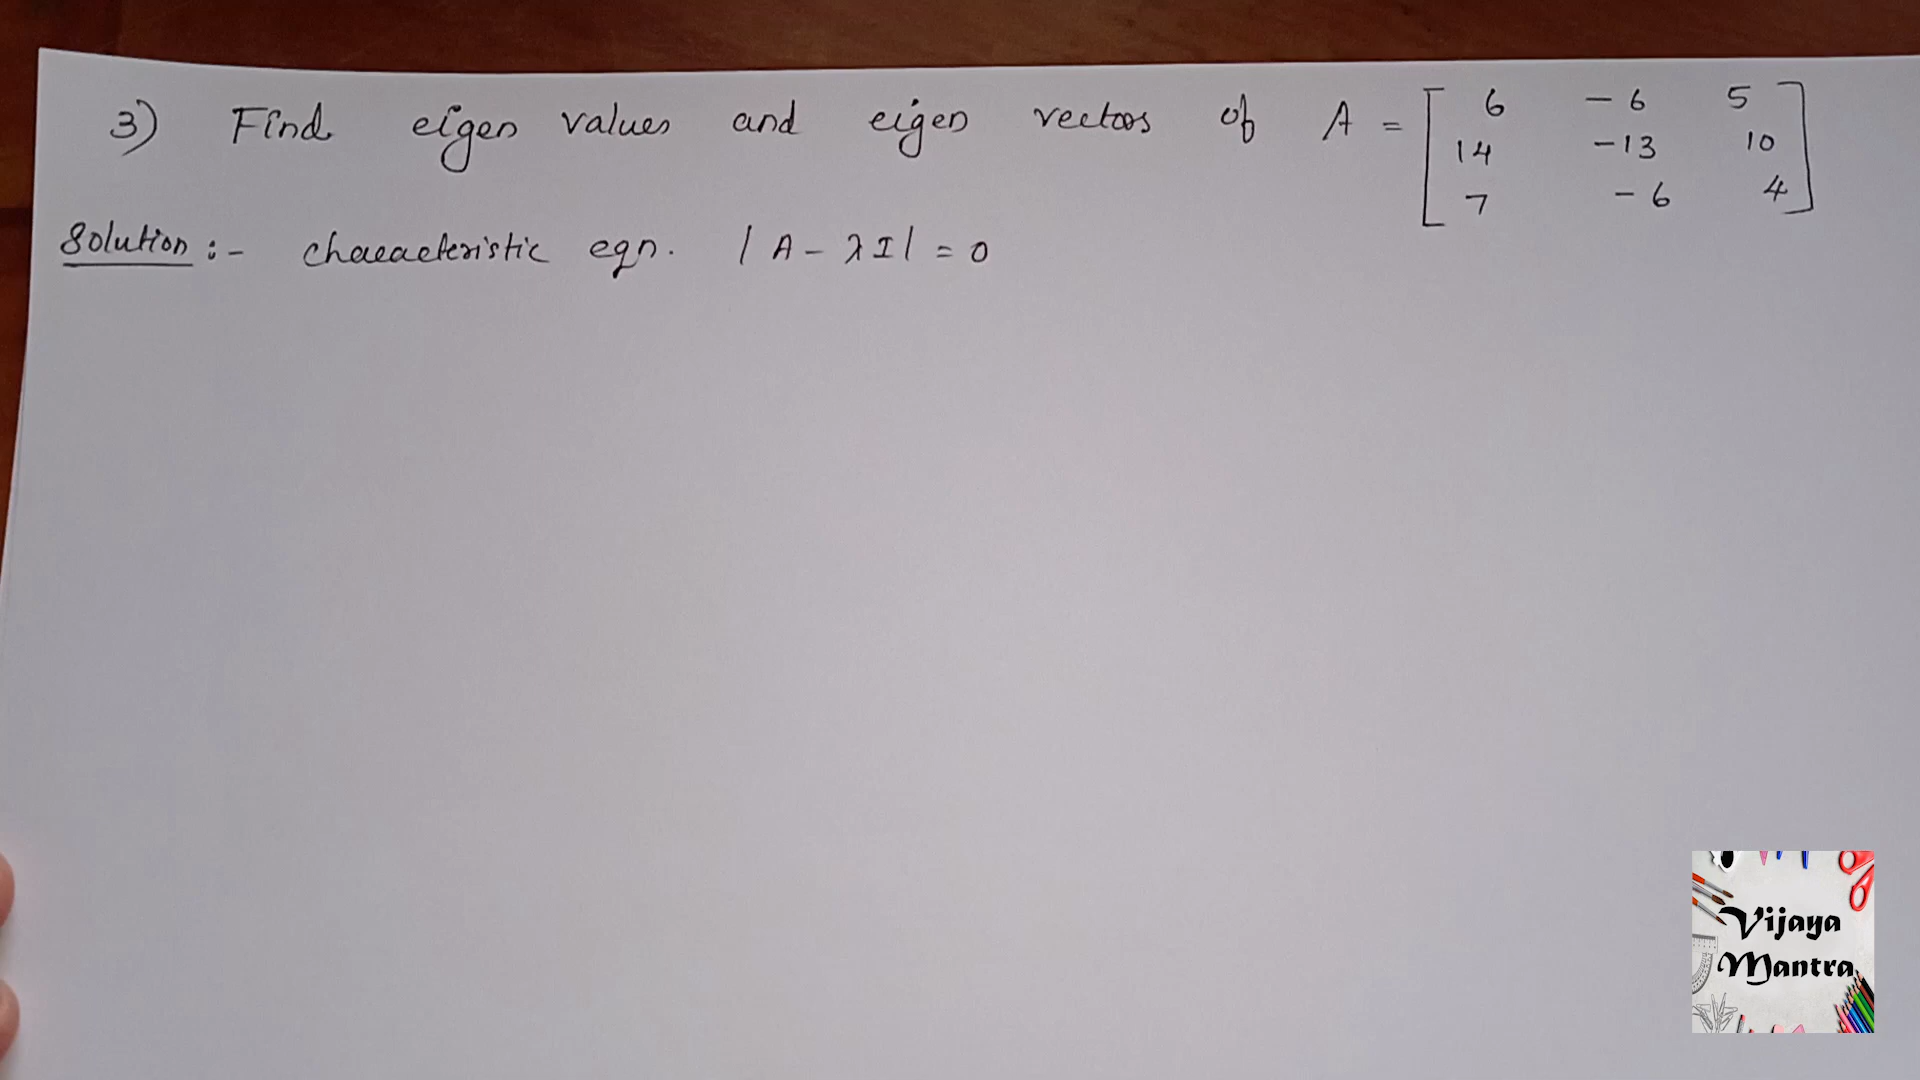 3) Find eigen values and eigen vectors of A = [ 6 -6 5
14 -13 10
7 -6 4 ]
Solution :- characteristic eqn. | A - λI | = 0
Vijaya
Mantra